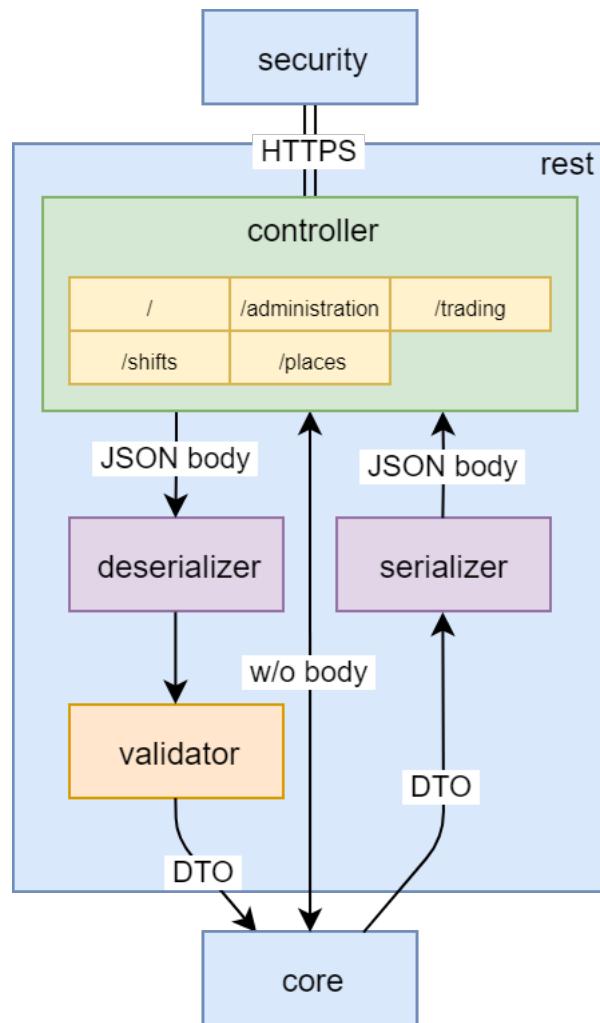 security
HTTPS
rest
controller
/
/administration
/trading
/shifts
/places
JSON body
JSON body
deserializer
serializer
w/o body
validator
DTO
DTO
core